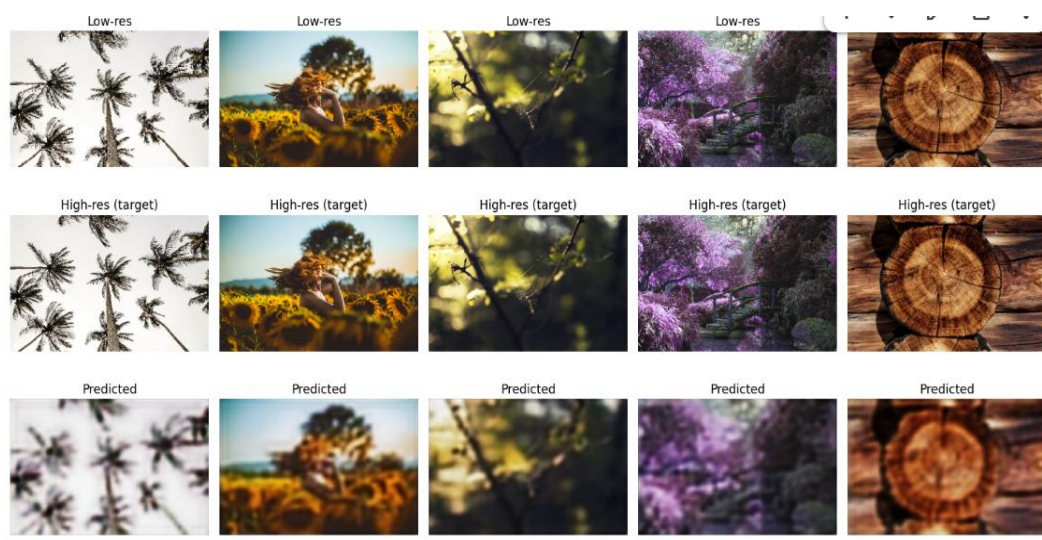 Low-res Low-res Low-res Low-res
High-res (target) High-res (target) High-res (target) High-res (target) High-res (target)
Predicted Predicted Predicted Predicted Predicted